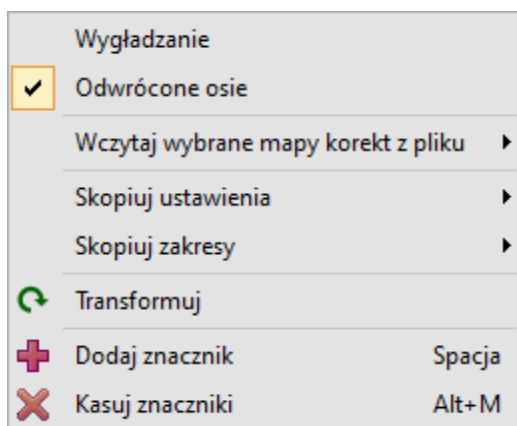 Wygładzanie
Odwrócone osie
Wczytaj wybrane mapy korekt z pliku
Skopiuj ustawienia
Skopiuj zakresy
Transformuj
Dodaj znacznik Spacja
Kasuj znaczniki Alt+M